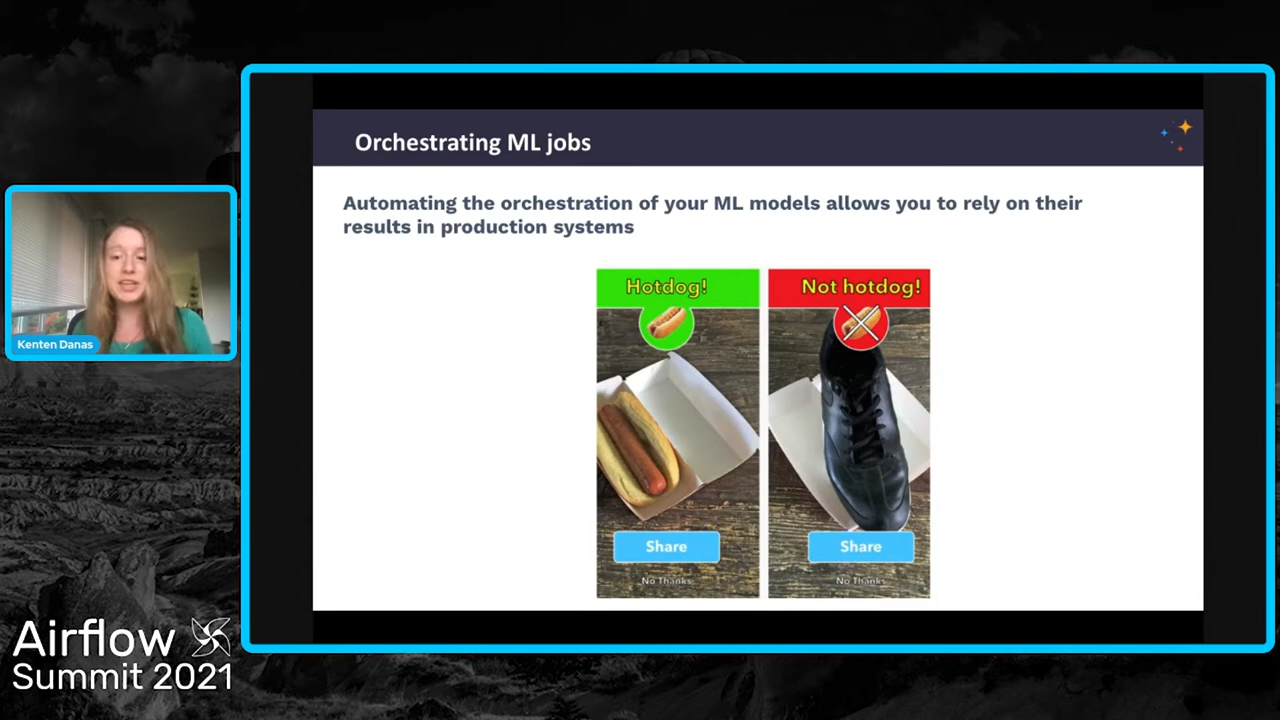 Orchestrating ML jobs
Automating the orchestration of your ML models allows you to rely on their
results in production systems
Hotdog!
Not hotdog!
Share
Share
No Thanks
No Thanks
Kenten Danas
Airflow
Summit 2021